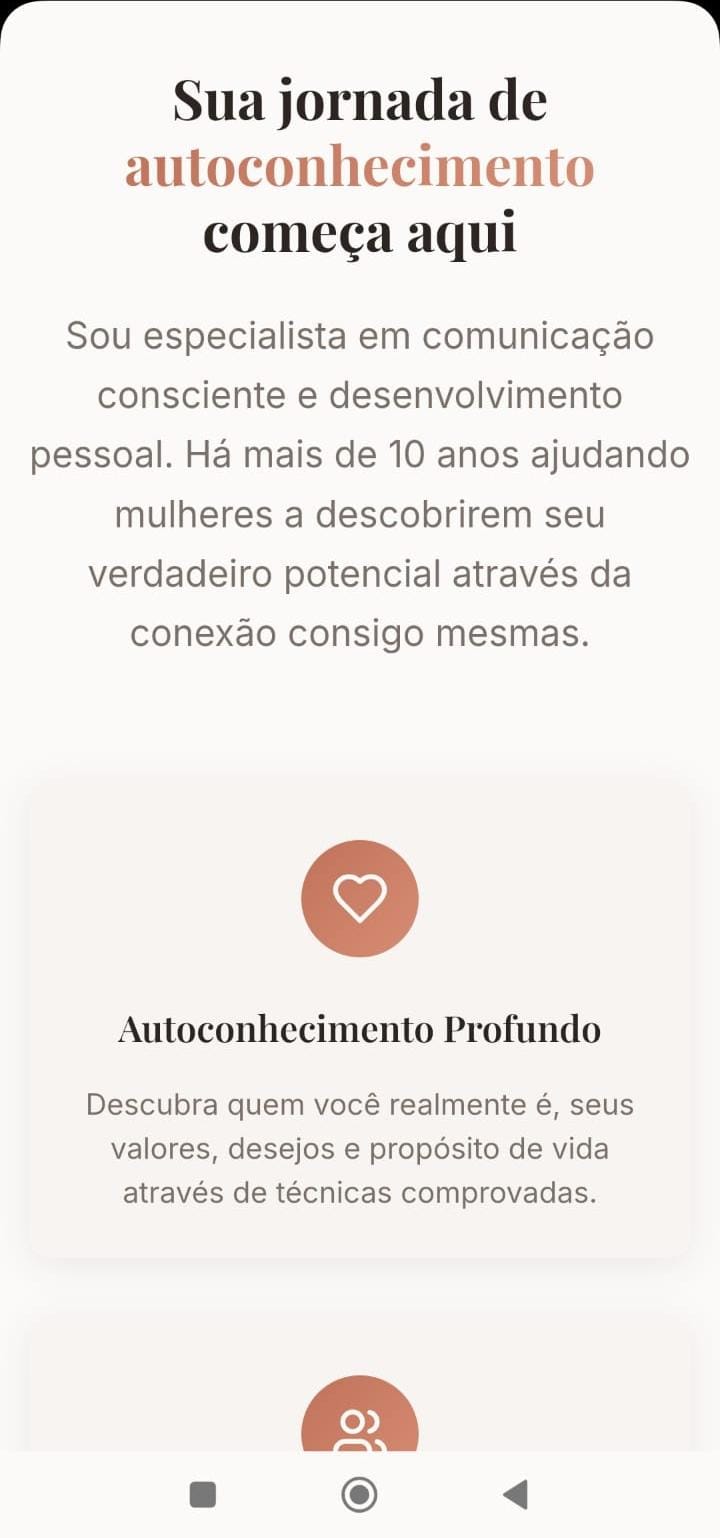 Sua jornada de
autoconhecimento
começa aqui
Sou especialista em comunicação
consciente e desenvolvimento
pessoal. Há mais de 10 anos ajudando
mulheres a descobrirem seu
verdadeiro potencial através da
conexão consigo mesmas.
Autoconhecimento Profundo
Descubra quem você realmente é, seus
valores, desejos e propósito de vida
através de técnicas comprovadas.